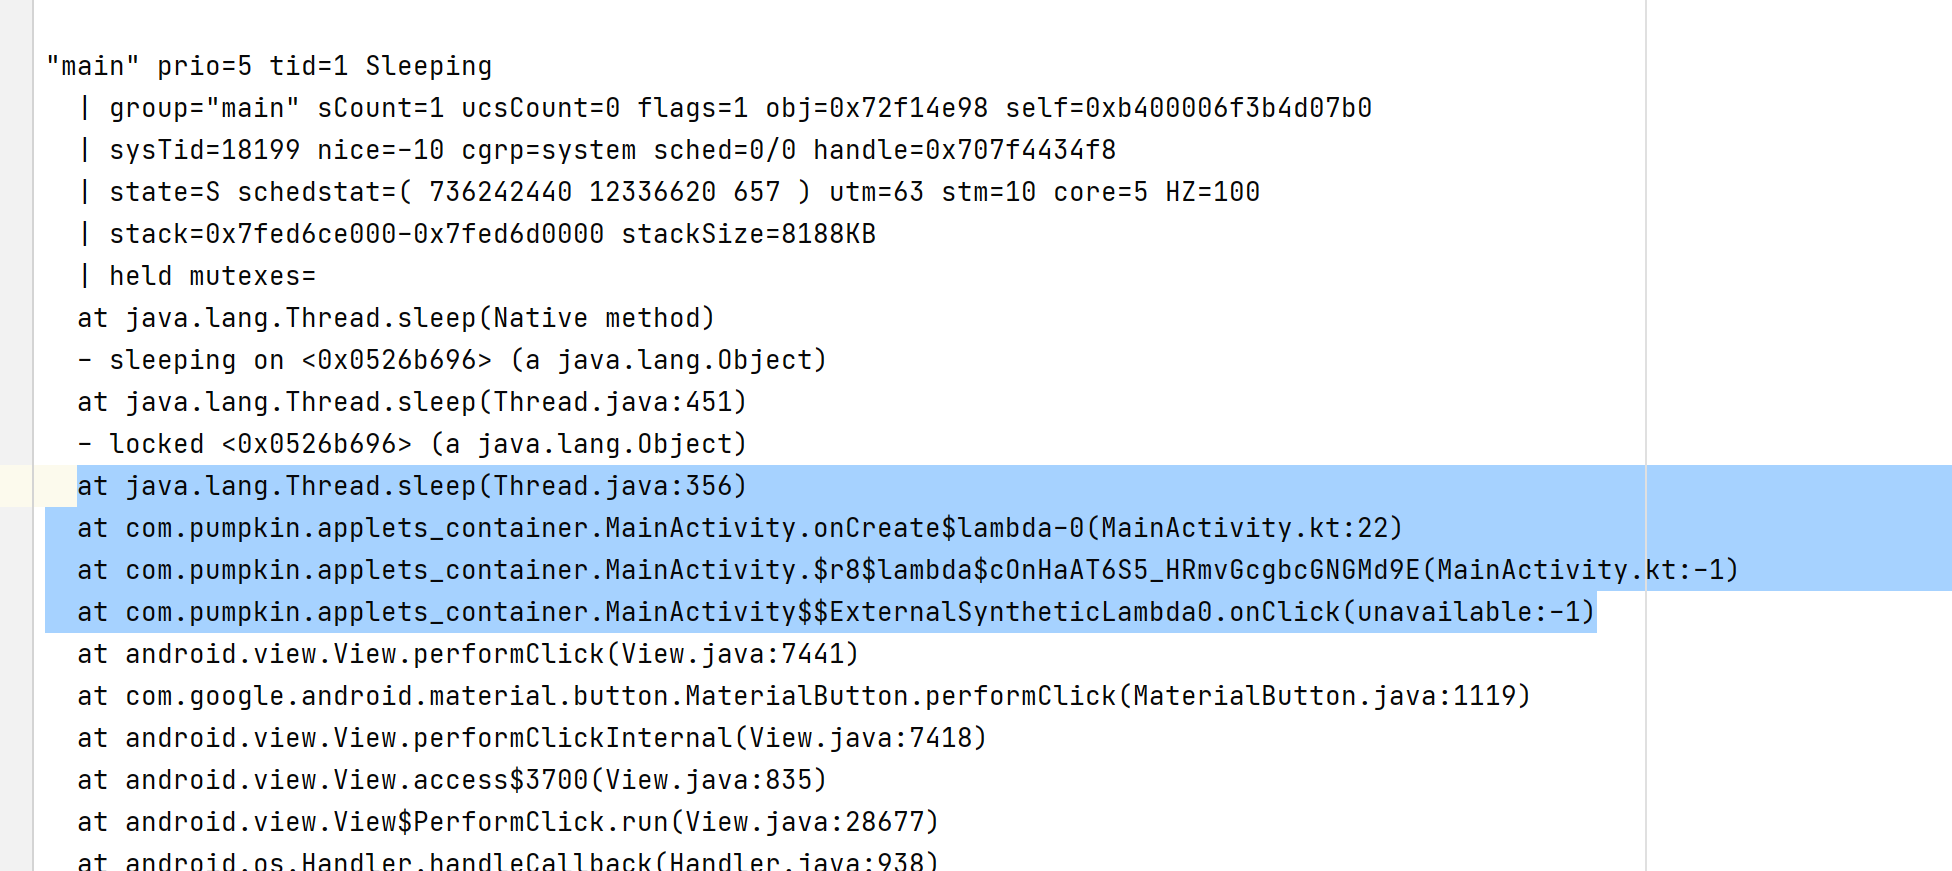 "main" prio=5 tid=1 Sleeping
| group="main" sCount=1 ucsCount=0 flags=1 obj=0x72f14e98 self=0xb400006f3b4d07b0
| sysTid=18199 nice=-10 cgrp=system sched=0/0 handle=0x707f4434f8
| state=S schedstat=( 736242440 12336620 657 ) utm=63 stm=10 core=5 HZ=100
| stack=0x7fed6ce000-0x7fed6d0000 stackSize=8188KB
| held mutexes=
at java.lang.Thread.sleep(Native method)
- sleeping on <0x0526b696> (a java.lang.Object)
at java.lang.Thread.sleep(Thread.java:451)
- locked <0x0526b696> (a java.lang.Object)
at java.lang.Thread.sleep(Thread.java:356)
at com.pumpkin.applets_container.MainActivity.onCreate$lambda-0(MainActivity.kt:22)
at com.pumpkin.applets_container.MainActivity.$r8$lambda$cOnHaAT6S5_HRmvGcgbcGNGMd9E(MainActivity.kt:-1)
at com.pumpkin.applets_container.MainActivity$$ExternalSyntheticLambda0.onClick(unavailable:-1)
at android.view.View.performClick(View.java:7441)
at com.google.android.material.button.MaterialButton.performClick(MaterialButton.java:1119)
at android.view.View.performClickInternal(View.java:7418)
at android.view.View.access$3700(View.java:835)
at android.view.View$PerformClick.run(View.java:28677)
at android.os.Handler.handleCallback(Handler.java:938)